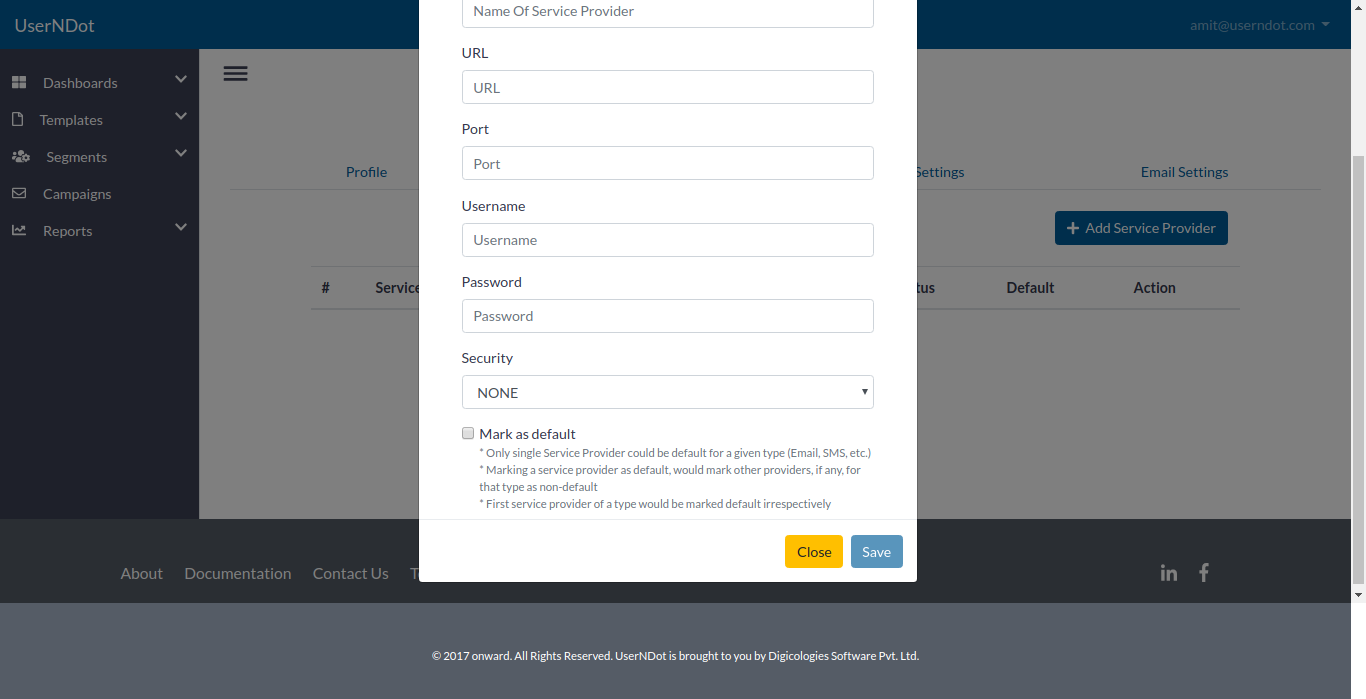 UserNDot
amit@userndot.com
Dashboards
Templates
Segments
Campaigns
Reports
Profile
Settings
Email Settings
Add Service Provider
# Service
tus Default Action
Name Of Service Provider
URL
URL
Port
Port
Username
Username
Password
Password
Security
NONE
Mark as default
* Only single Service Provider could be default for a given type (Email, SMS, etc.)
* Marking a service provider as default, would mark other providers, if any, for
that type as non-default
* First service provider of a type would be marked default irrespectively
Close Save
About Documentation Contact Us T
© 2017 onward. All Rights Reserved. UserNDot is brought to you by Digicologies Software Pvt. Ltd.